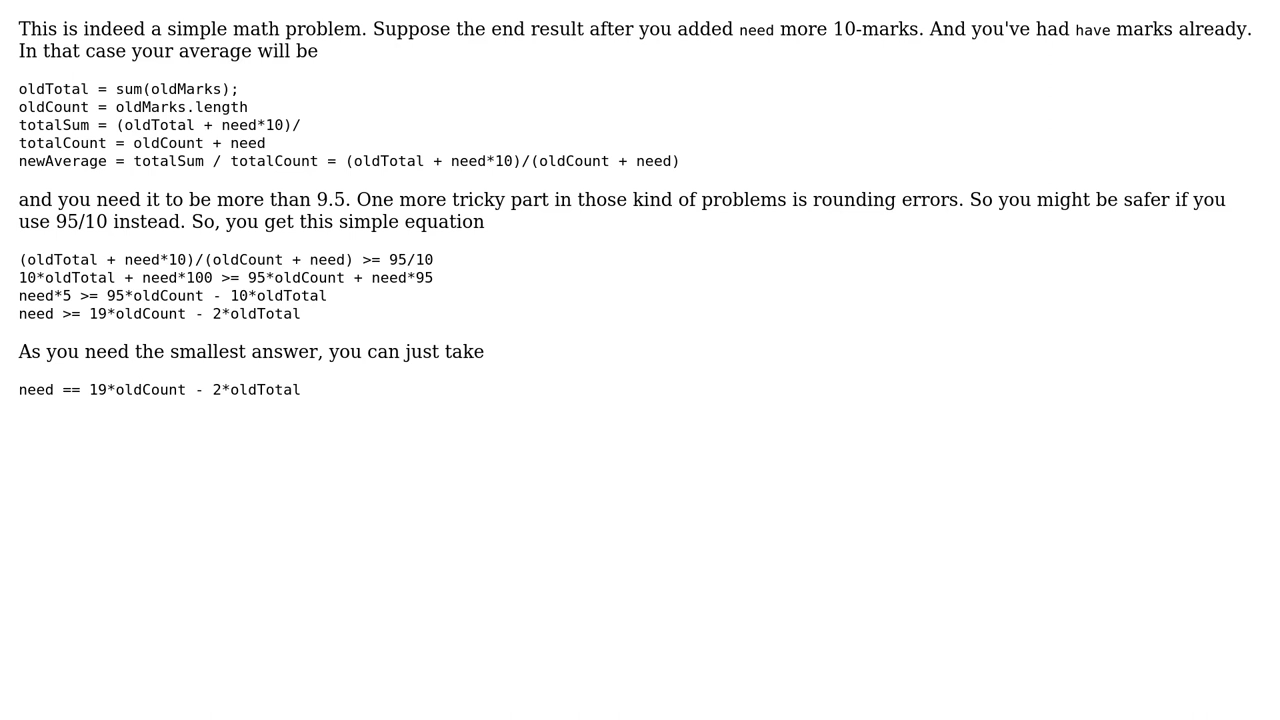 This is indeed a simple math problem. Suppose the end result after you added need more 10-marks. And you've had have marks already.
In that case your average will be
oldTotal = sum(oldMarks);
oldCount = oldMarks.length
totalSum = (oldTotal + need*10)/
totalCount = oldCount + need
newAverage = totalSum / totalCount = (oldTotal + need*10)/(oldCount + need)
and you need it to be more than 9.5. One more tricky part in those kind of problems is rounding errors. So you might be safer if you
use 95/10 instead. So, you get this simple equation
(oldTotal + need*10)/(oldCount + need) >= 95/10
10*oldTotal + need*100 >= 95*oldCount + need*95
need*5 >= 95*oldCount - 10*oldTotal
need >= 19*oldCount - 2*oldTotal
As you need the smallest answer, you can just take
need == 19*oldCount - 2*oldTotal